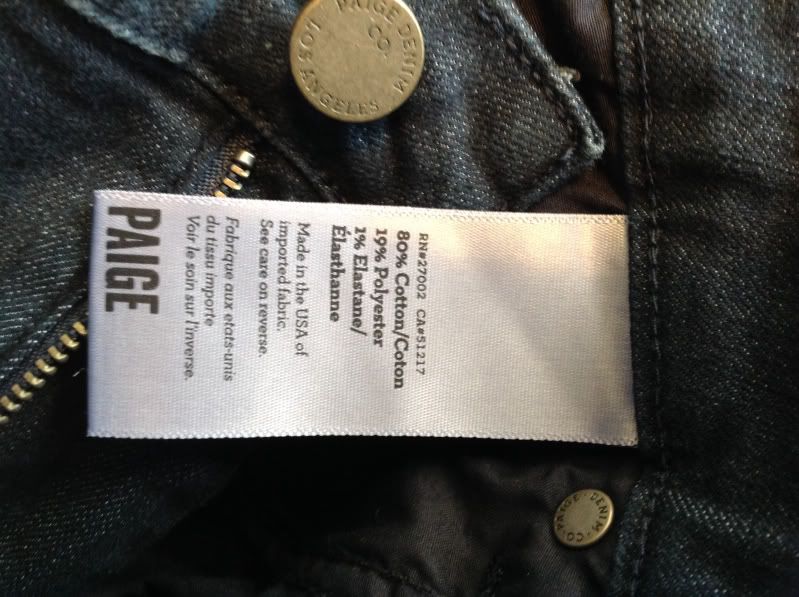 PAIGE DENIM
CO.
LOS ANGELES
RN#27002 CA#51217
80% Cotton/Coton
19% Polyester
1% Elastane/
Élasthanne
Made in the USA of
imported fabric.
See care on reverse.
Fabrique aux etats-unis
du tissu importe
Voir le soin sur l'inverse.
PAIGE
PAIGE · DENIM · CO ·